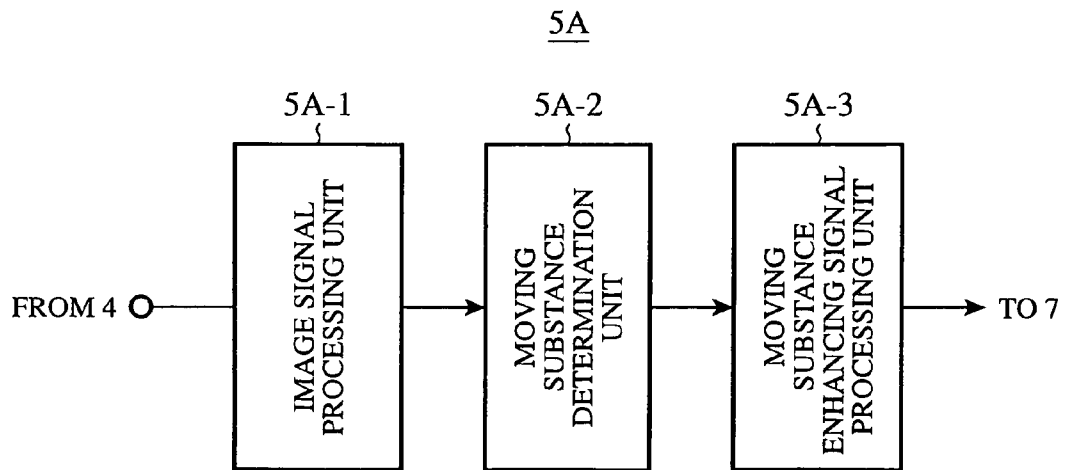 5A
5A-1
5A-2
5A-3
FROM 4
IMAGE SIGNAL
PROCESSING UNIT
MOVING
SUBSTANCE
DETERMINATION
UNIT
MOVING
SUBSTANCE
ENHANCING SIGNAL
PROCESSING UNIT
TO 7